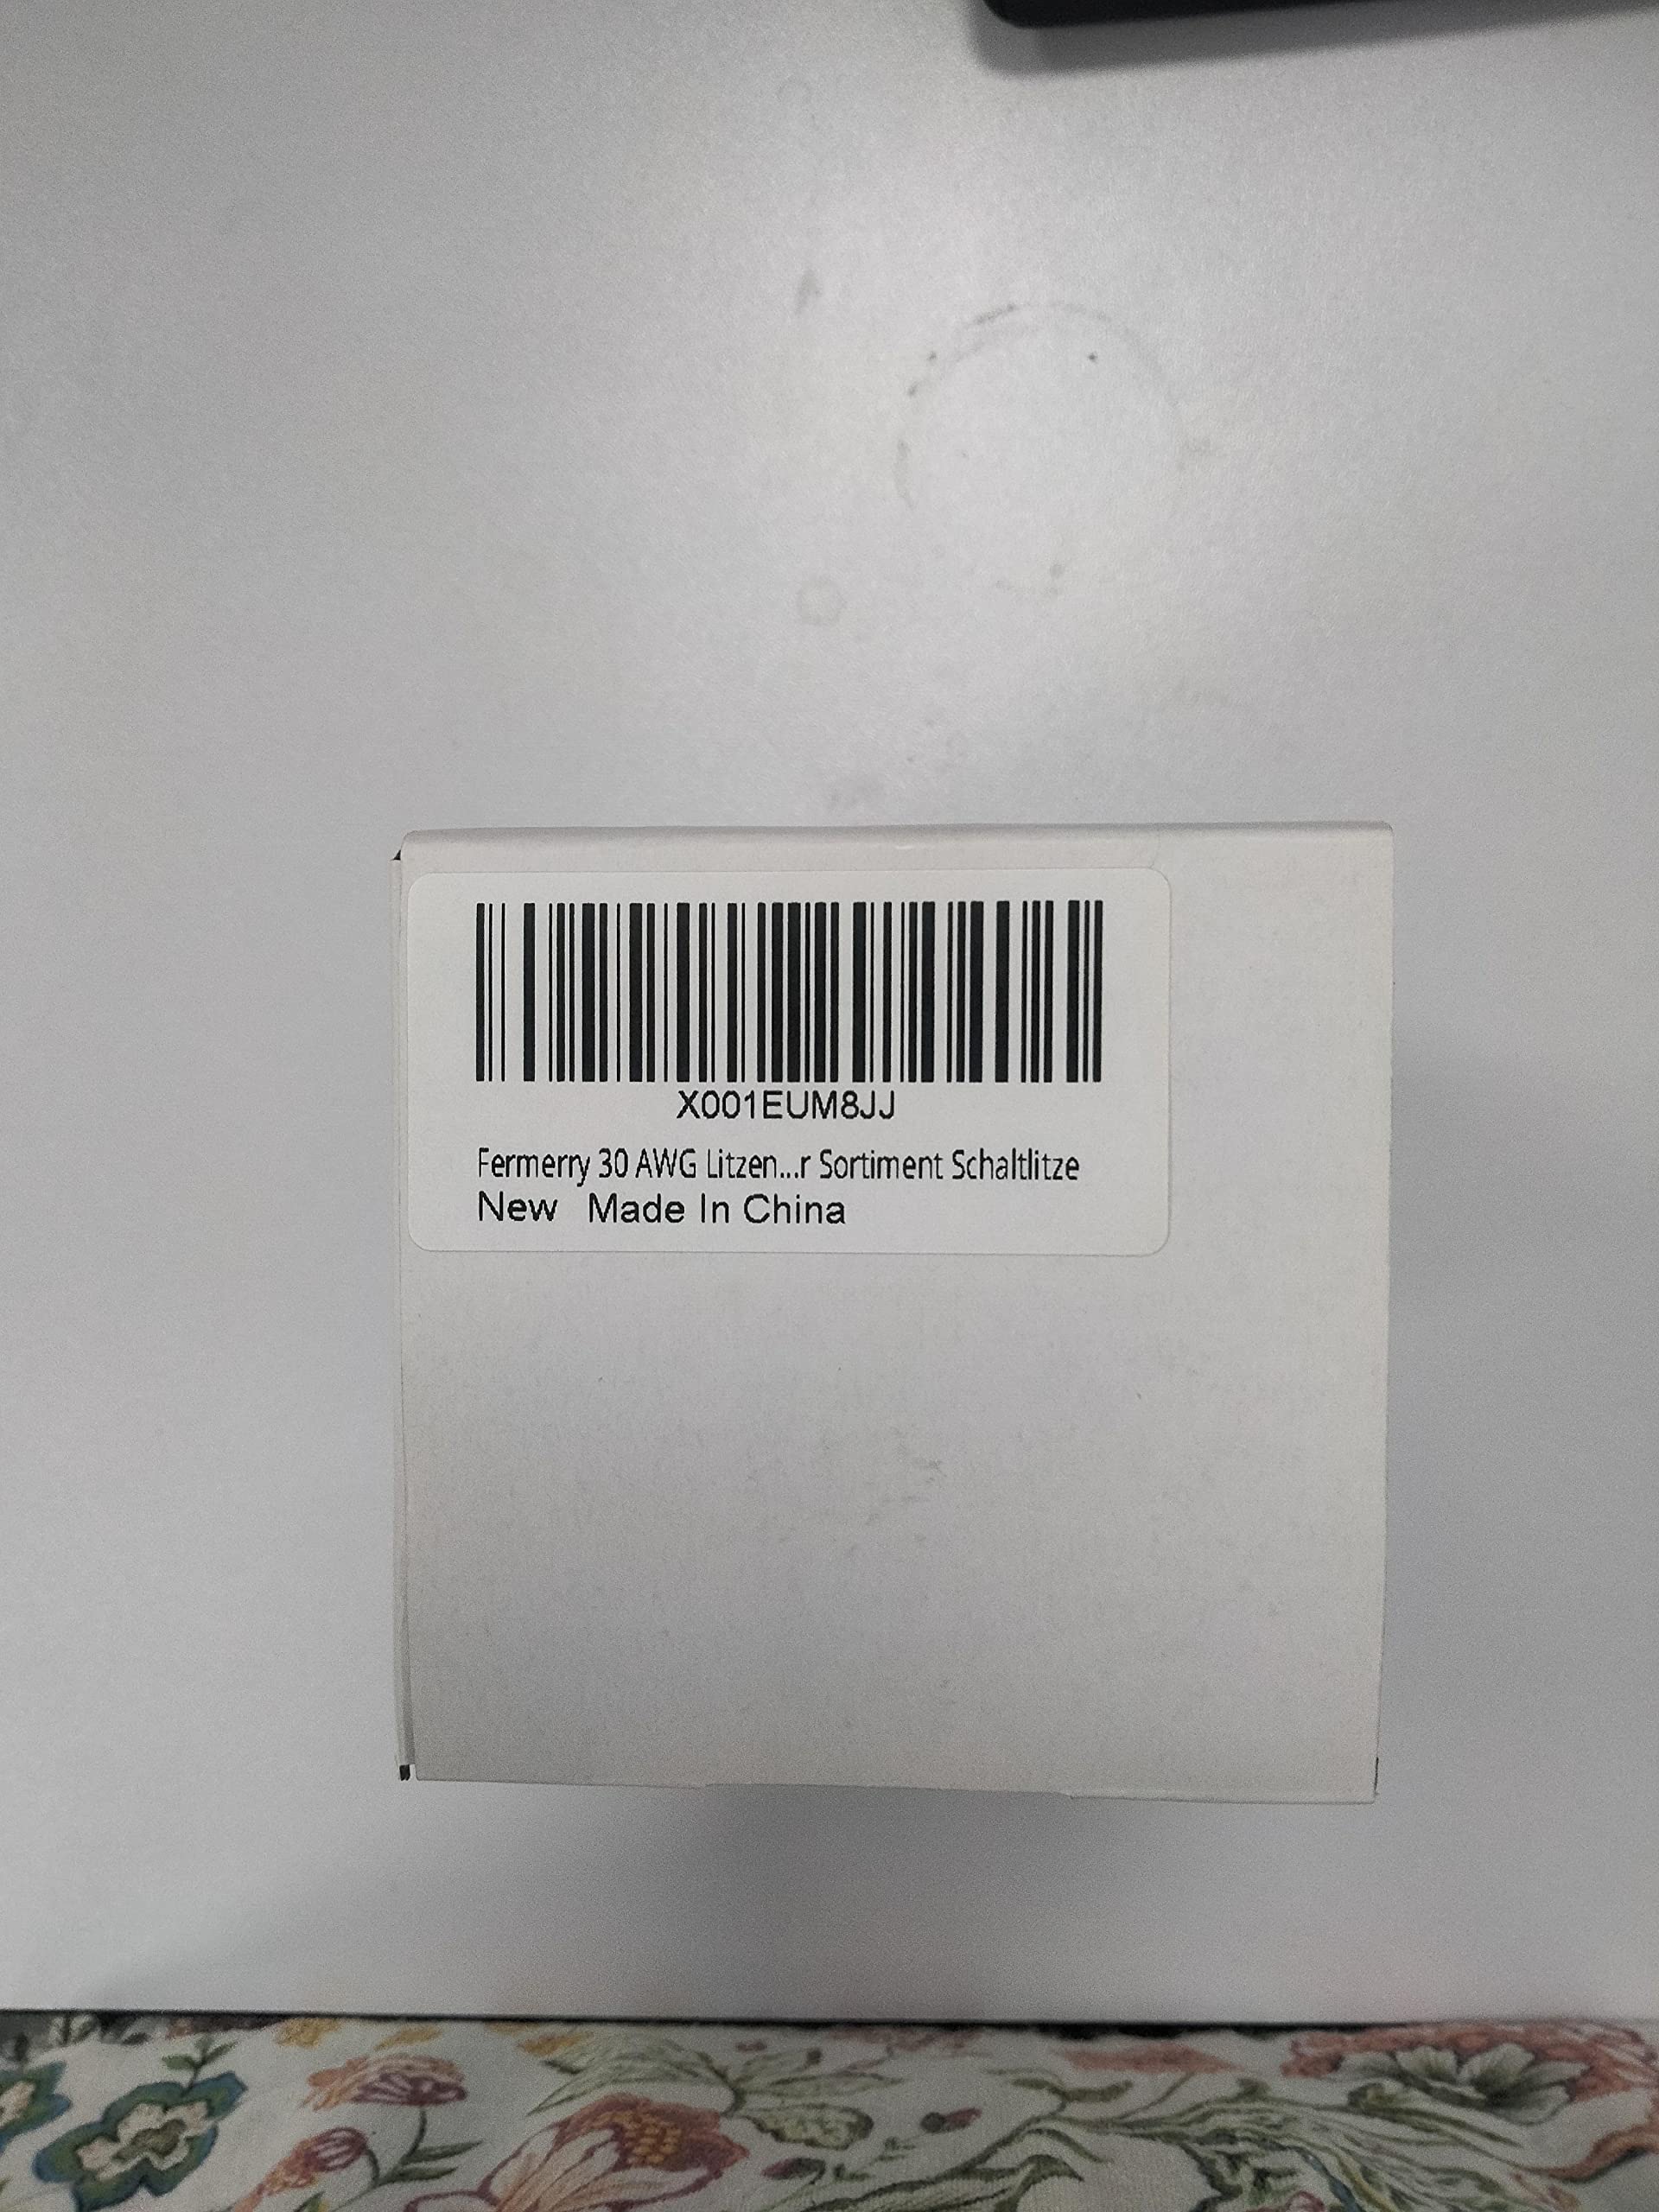 X001EUM8JJ
Fermerry 30 AWG Litzen...r Sortiment Schaltlitze
New Made In China